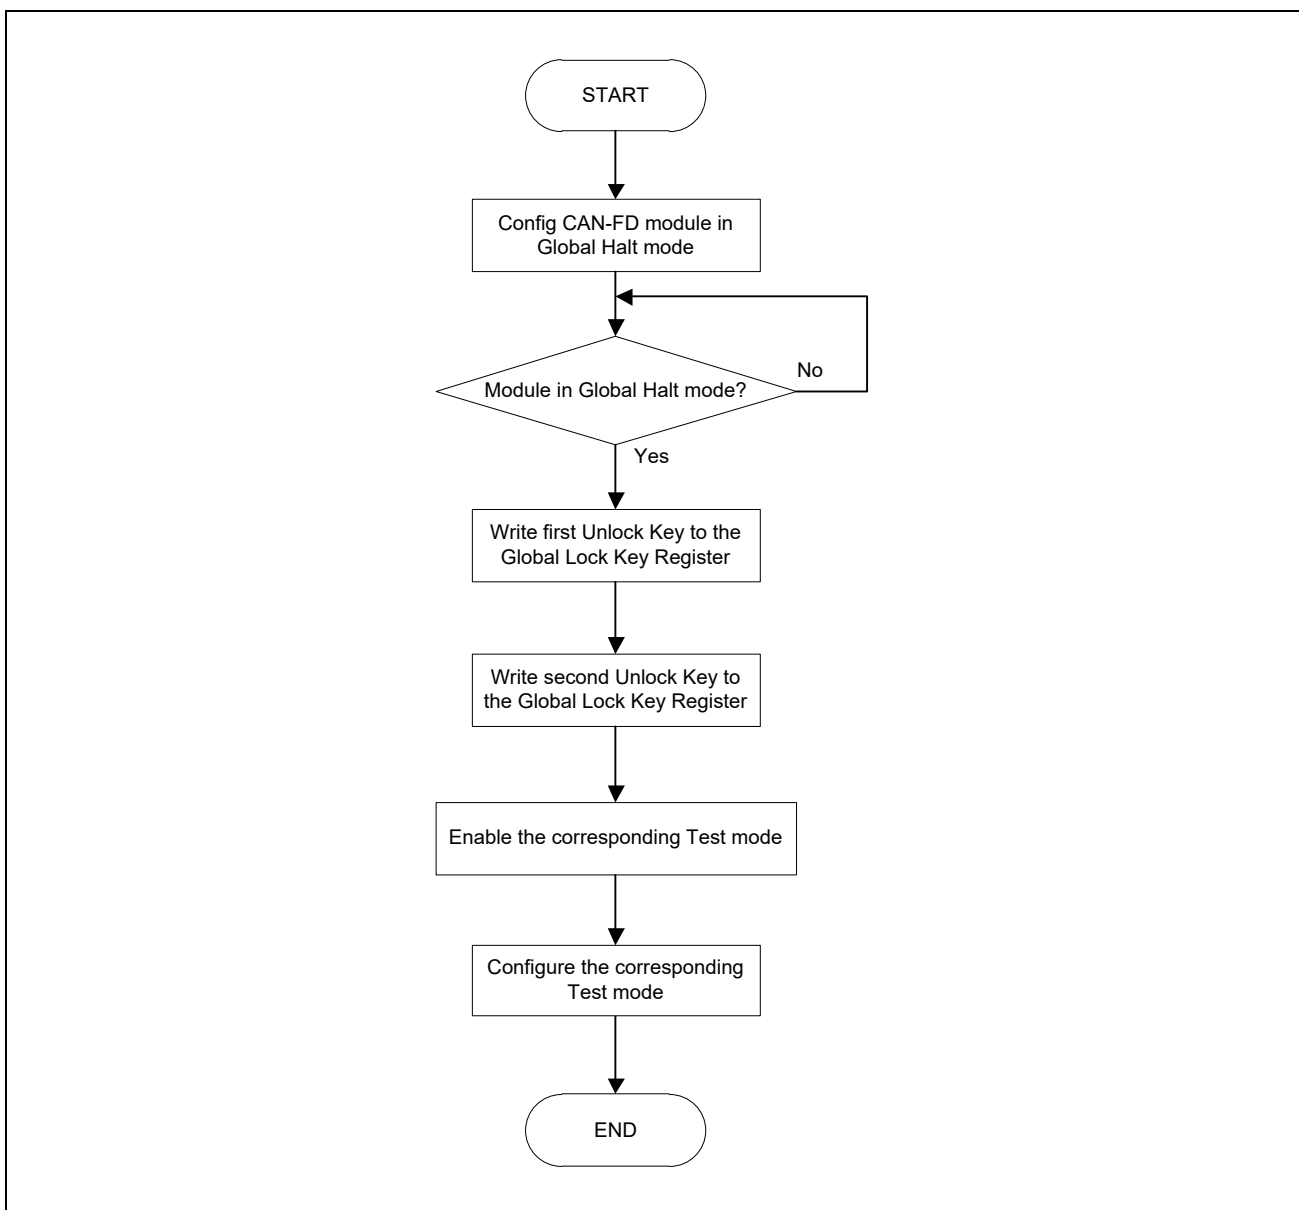 START
Config CAN-FD module in
Global Halt mode
Module in Global Halt mode?
No
Yes
Write first Unlock Key to the
Global Lock Key Register
Write second Unlock Key to
the Global Lock Key Register
Enable the corresponding Test mode
Configure the corresponding
Test mode
END